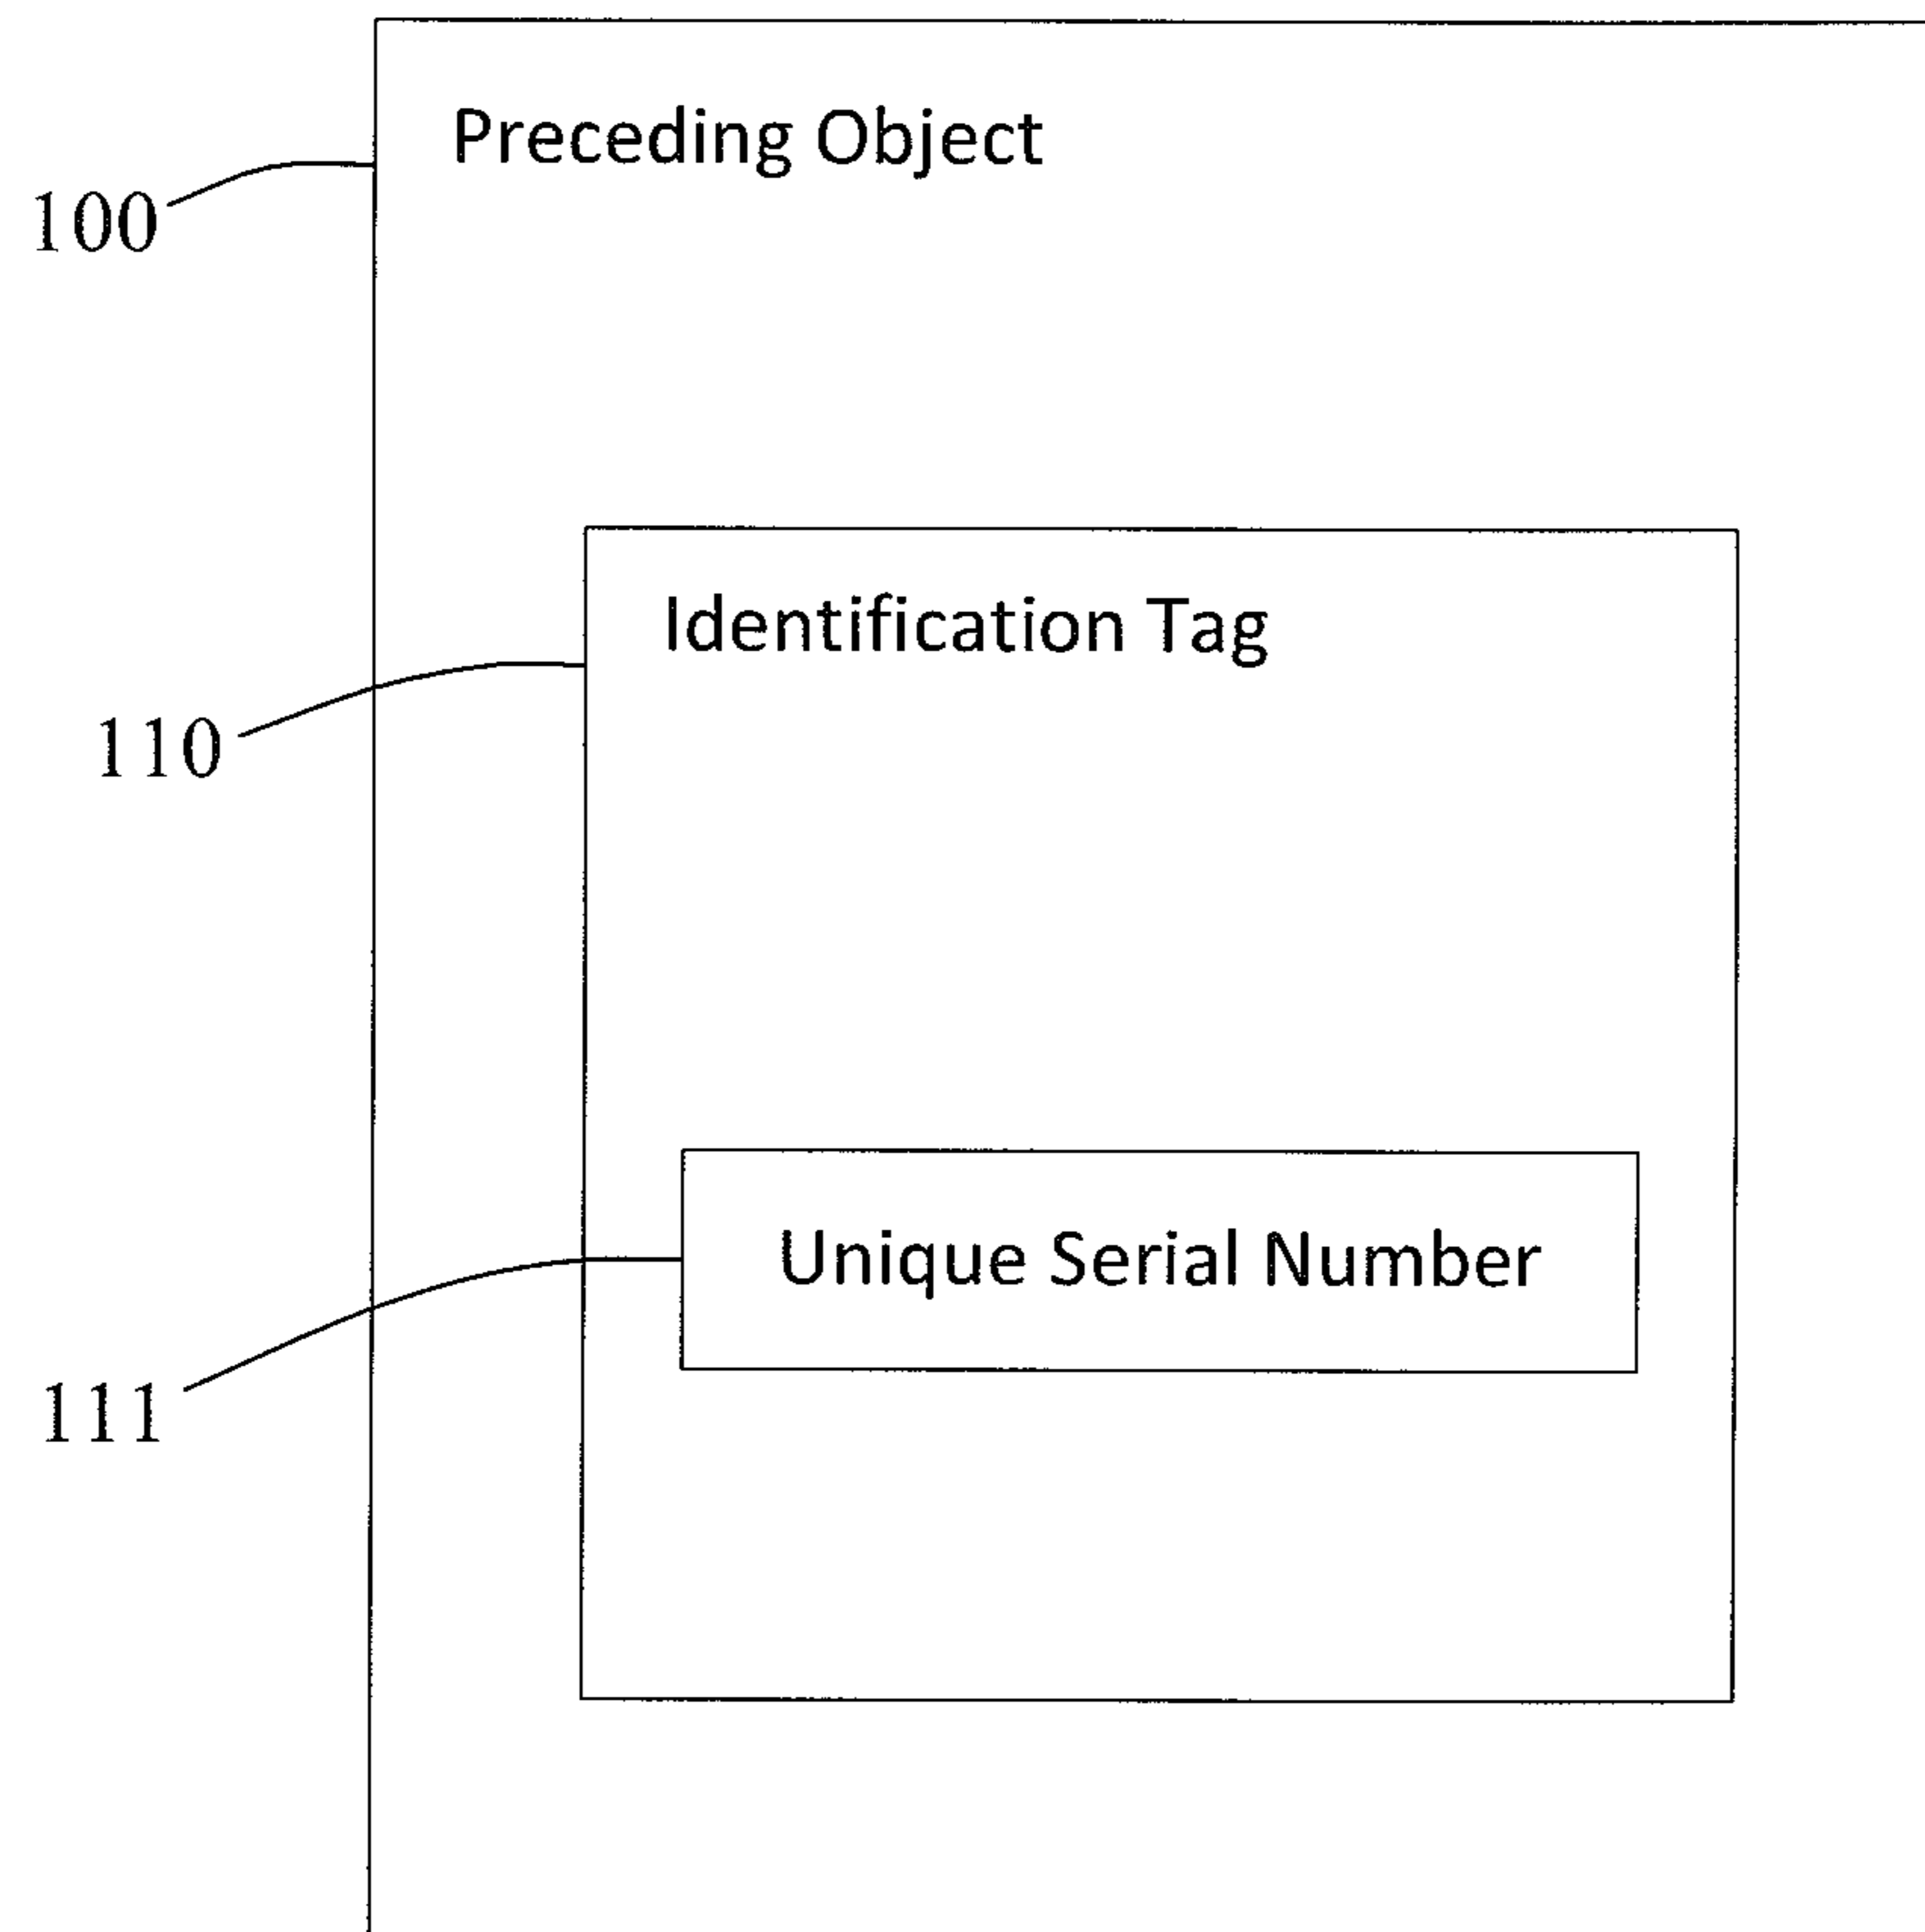 Preceding Object
100
Identification Tag
110
Unique Serial Number
111